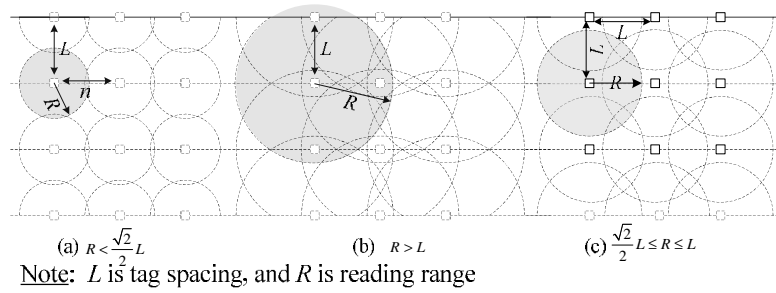 L
n
R
L
R
L
L
R
(a) R < √2/2 L
(b) R > L
(c) √2/2 L ≤ R ≤ L
Note: L is tag spacing, and R is reading range